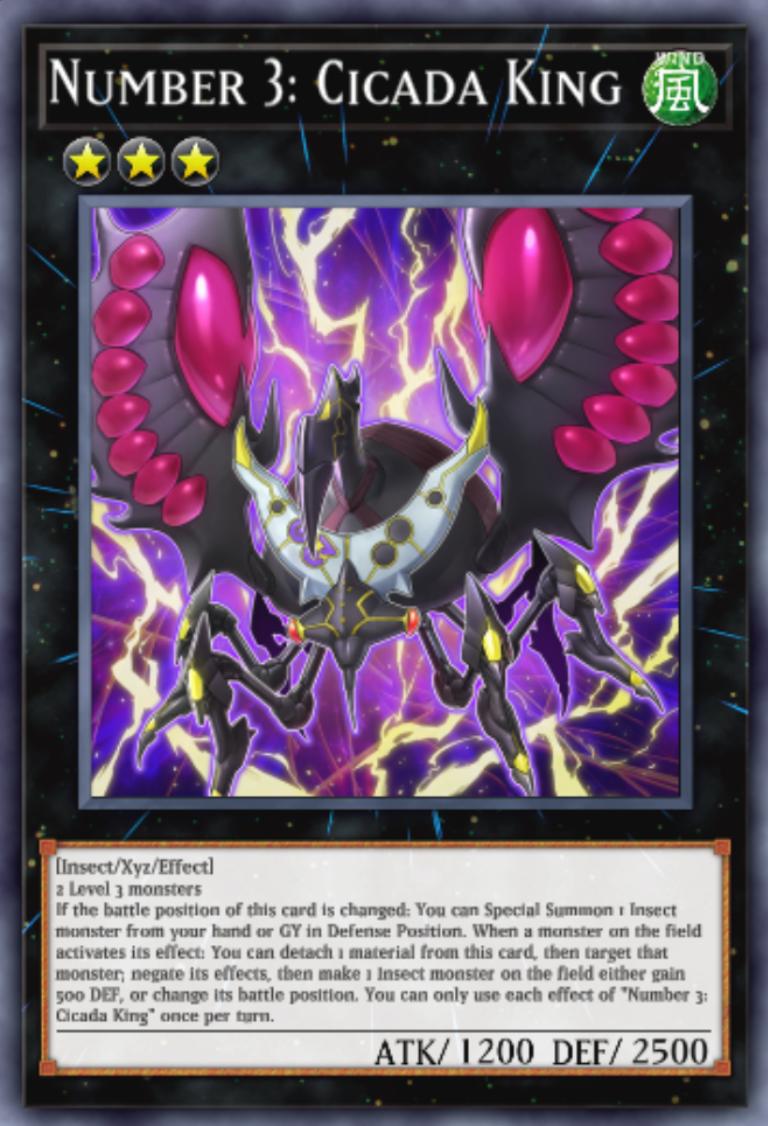 Number 3: Cicada King
WIND
風
[Insect/Xyz/Effect]
2 Level 3 monsters
If the battle position of this card is changed: You can Special Summon 1 Insect
monster from your hand or GY in Defense Position. When a monster on the field
activates its effect: You can detach 1 material from this card, then target that
monster; negate its effects, then make 1 Insect monster on the field either gain
500 DEF, or change its battle position. You can only use each effect of "Number 3:
Cicada King" once per turn.
ATK/ 1200 DEF/ 2500